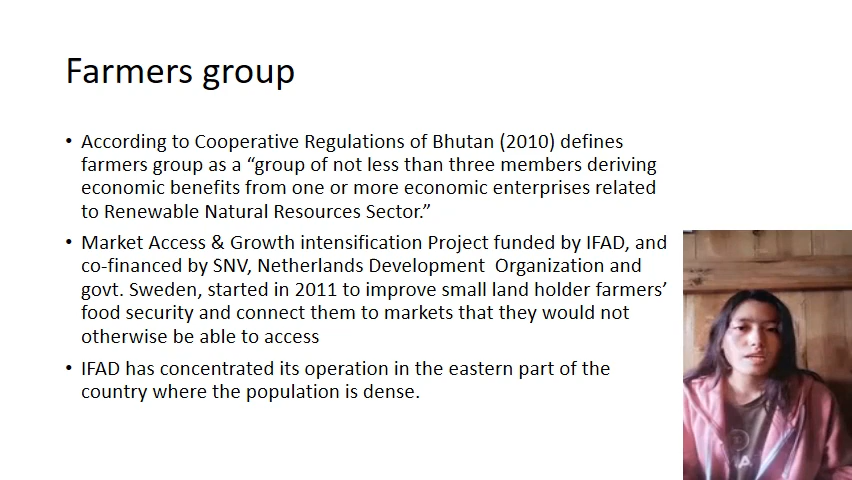 Farmers group
• According to Cooperative Regulations of Bhutan (2010) defines
farmers group as a “group of not less than three members deriving
economic benefits from one or more economic enterprises related
to Renewable Natural Resources Sector.”
• Market Access & Growth intensification Project funded by IFAD, and
co-financed by SNV, Netherlands Development  Organization and
govt. Sweden, started in 2011 to improve small land holder farmers’
food security and connect them to markets that they would not
otherwise be able to access
• IFAD has concentrated its operation in the eastern part of the
country where the population is dense.